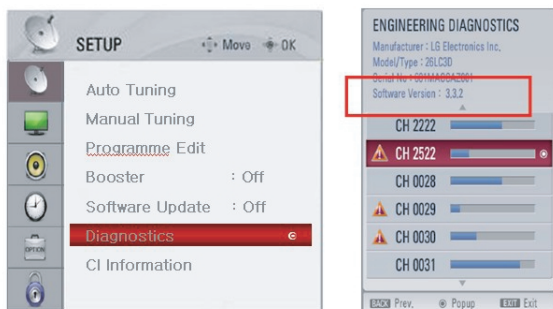 SETUP
Move OK
Auto Tuning
Manual Tuning
Programme Edit
Booster : Off
Software Update : Off
Diagnostics
CI Information
OPTION
ENGINEERING DIAGNOSTICS
Manufacturer : LG Electronics Inc.
Model/Type : 26LC3D
Serial No :
Software Version : 3.3.2
CH 2222
CH 2522
CH 0028
CH 0029
CH 0030
CH 0031
BACK Prev. Popup EXIT Exit